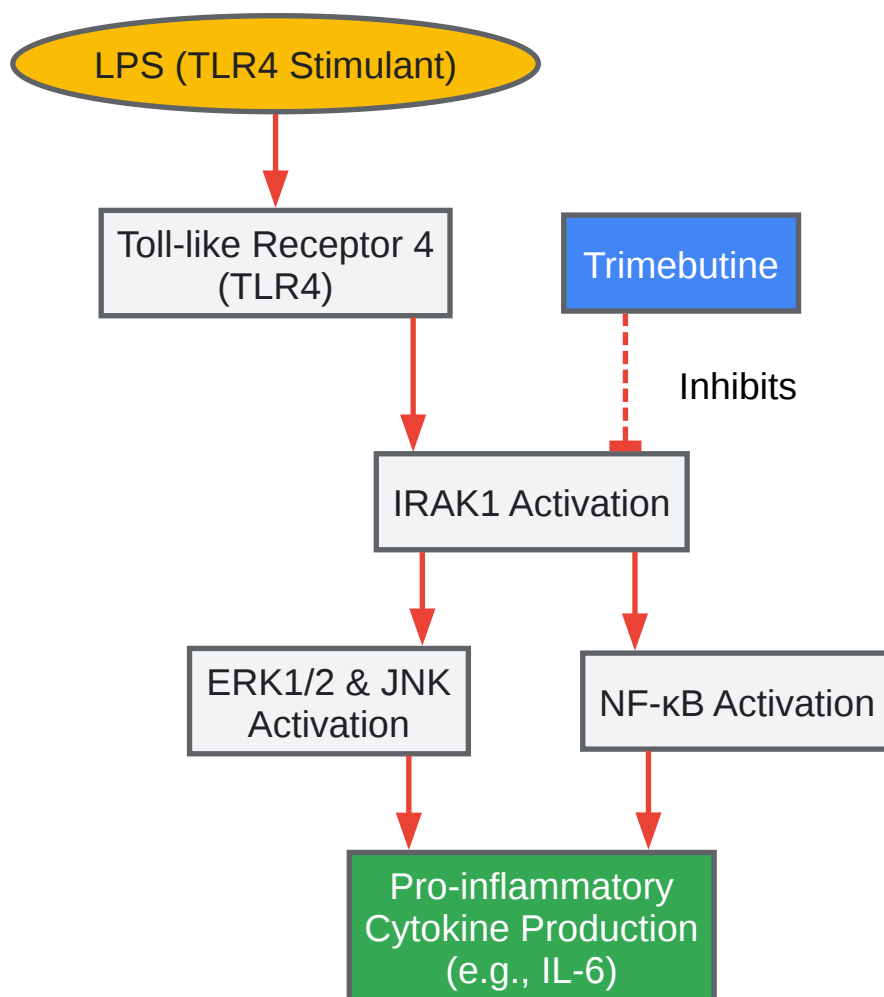 LPS (TLR4 Stimulant)
Toll-like Receptor 4
(TLR4)
Trimebutine
Inhibits
IRAK1 Activation
ERK1/2 & JNK
Activation
NF-κB Activation
Pro-inflammatory
Cytokine Production
(e.g., IL-6)